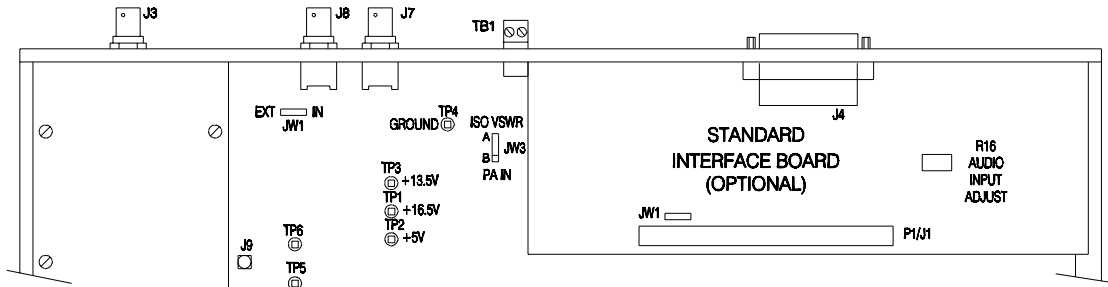 J3
J8
J7
TB1
J4
EXT
IN
JW1
GROUND
TP4
ISO VSWR
A
B
JW3
PA IN
TP3
+13.5V
TP1
+16.5V
TP2
+5V
TP6
J9
TP5
STANDARD
INTERFACE BOARD
(OPTIONAL)
R16
AUDIO
INPUT
ADJUST
JW1
P1/J1